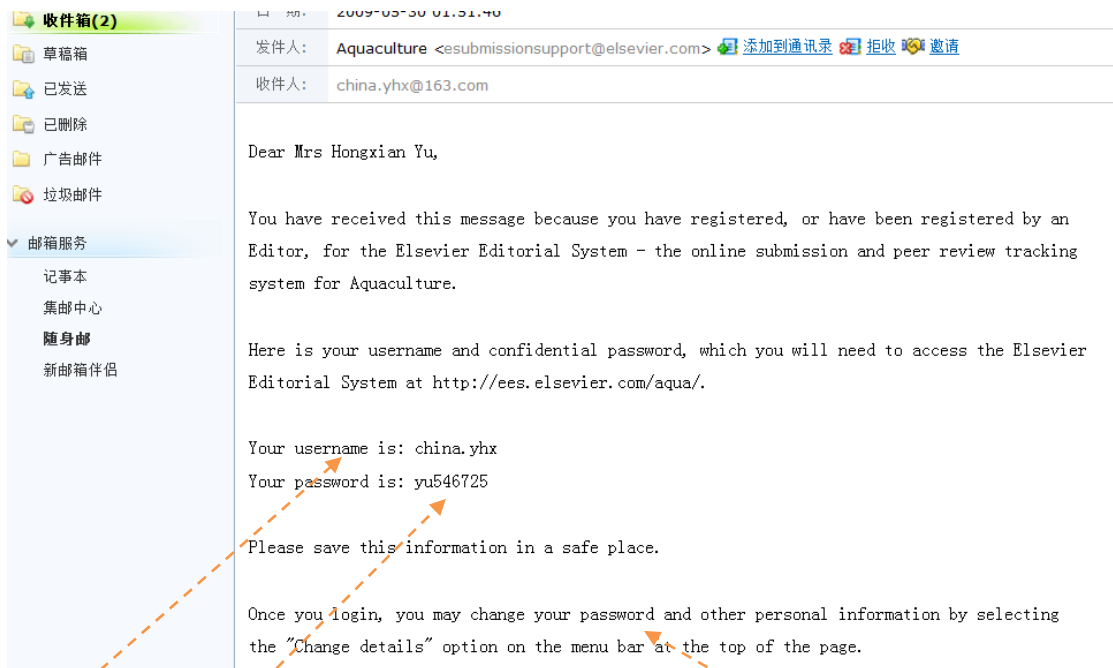 收件箱(2)
草稿箱
已发送
已删除
广告邮件
垃圾邮件
邮箱服务
记事本
集邮中心
随身邮
新邮箱伴侣
日 期: 2009-05-30 01:51:46
发件人: Aquaculture <esubmissionsupport@elsevier.com> 添加到通讯录 拒收 邀请
收件人: china.yhx@163.com
Dear Mrs Hongxian Yu,
You have received this message because you have registered, or have been registered by an
Editor, for the Elsevier Editorial System - the online submission and peer review tracking
system for Aquaculture.
Here is your username and confidential password, which you will need to access the Elsevier
Editorial System at http://ees.elsevier.com/aqua/.
Your username is: china.yhx
Your password is: yu546725
Please save this information in a safe place.
Once you login, you may change your password and other personal information by selecting
the "Change details" option on the menu bar at the top of the page.